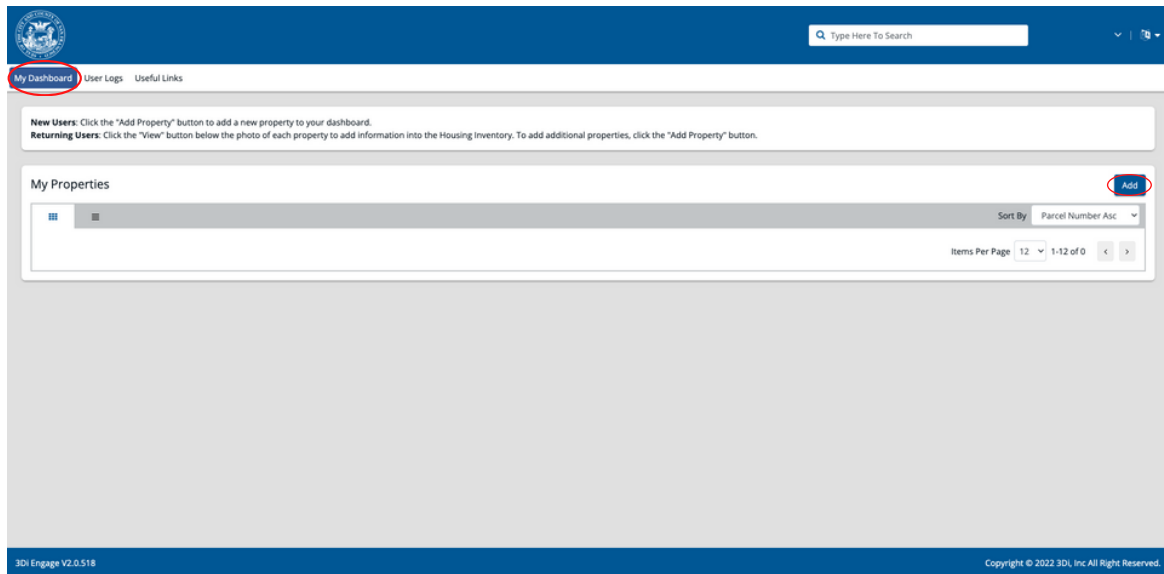 Type Here To Search
My Dashboard User Logs Useful Links
New Users: Click the "Add Property" button to add a new property to your dashboard.
Returning Users: Click the "View" button below the photo of each property to add information into the Housing Inventory. To add additional properties, click the "Add Property" button.
My Properties
Add
Sort By Parcel Number Asc
Items Per Page 12 1-12 of 0
3Di Engage V2.0.518
Copyright © 2022 3Di, Inc All Right Reserved.